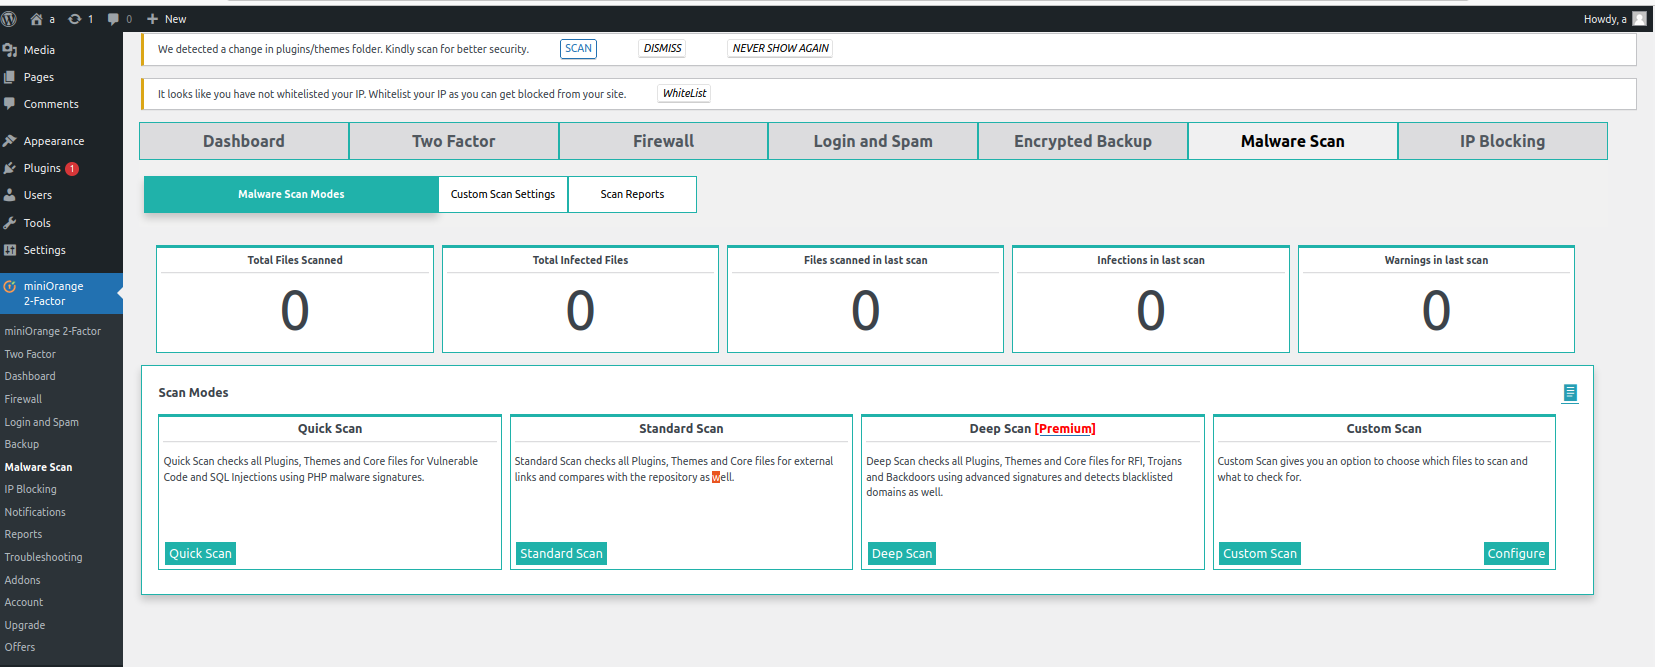 a 1 0 New Howdy, a
Media
Pages
Comments
Appearance
Plugins 1
Users
Tools
Settings
miniOrange
2-Factor
miniOrange 2-Factor
Two Factor
Dashboard
Firewall
Login and Spam
Backup
Malware Scan
IP Blocking
Notifications
Reports
Troubleshooting
Addons
Account
Upgrade
Offers
We detected a change in plugins/themes folder. Kindly scan for better security. SCAN DISMISS NEVER SHOW AGAIN
It looks like you have not whitelisted your IP. Whitelist your IP as you can get blocked from your site. WhiteList
Dashboard Two Factor Firewall Login and Spam Encrypted Backup Malware Scan IP Blocking
Malware Scan Modes Custom Scan Settings Scan Reports
Total Files Scanned Total Infected Files Files scanned in last scan Infections in last scan Warnings in last scan
0 0 0 0 0
Scan Modes
Quick Scan
Quick Scan checks all Plugins, Themes and Core files for Vulnerable
Code and SQL Injections using PHP malware signatures.
Quick Scan
Standard Scan
Standard Scan checks all Plugins, Themes and Core files for external
links and compares with the repository as well.
Standard Scan
Deep Scan [Premium]
Deep Scan checks all Plugins, Themes and Core files for RFI, Trojans
and Backdoors using advanced signatures and detects blacklisted
domains as well.
Deep Scan
Custom Scan
Custom Scan gives you an option to choose which files to scan and
what to check for.
Custom Scan Configure